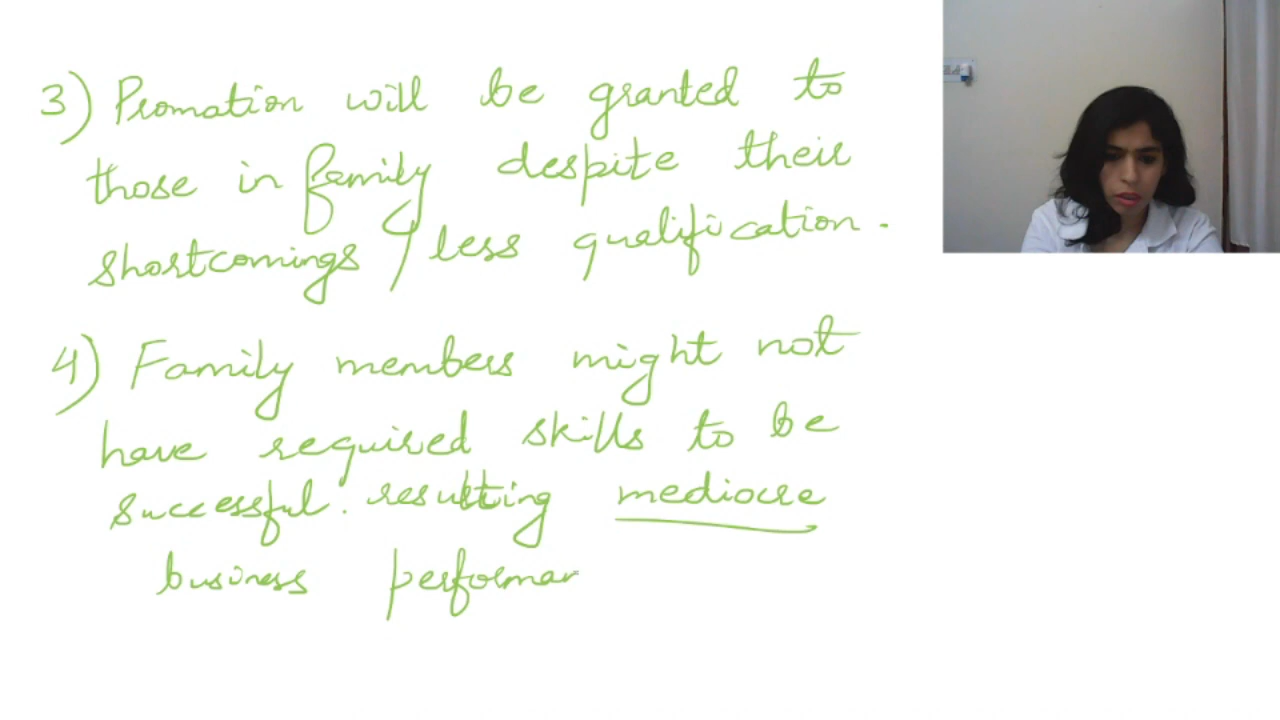 3) Promation will be granted to
those in family despite their
shortcomings / less qualification.
4) Family members might not
have required skills to be
successful. resulting mediocre
business performan